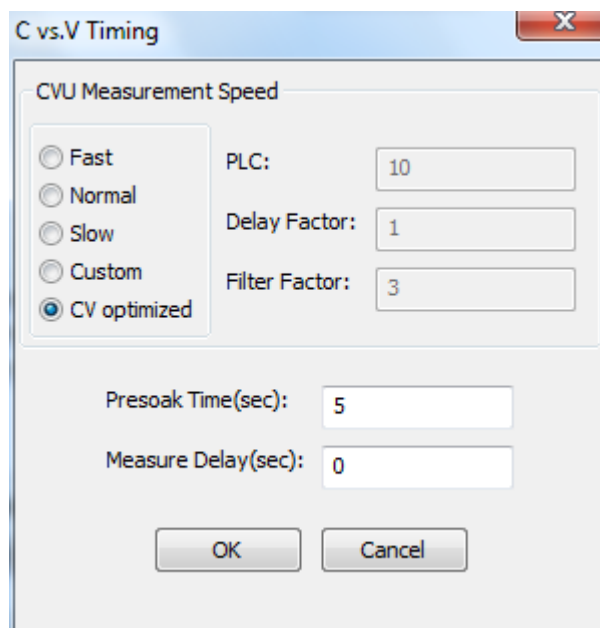 C vs.V Timing
CVU Measurement Speed
Fast
Normal
Slow
Custom
CV optimized
PLC: 10
Delay Factor: 1
Filter Factor: 3
Presoak Time(sec): 5
Measure Delay(sec): 0
OK Cancel